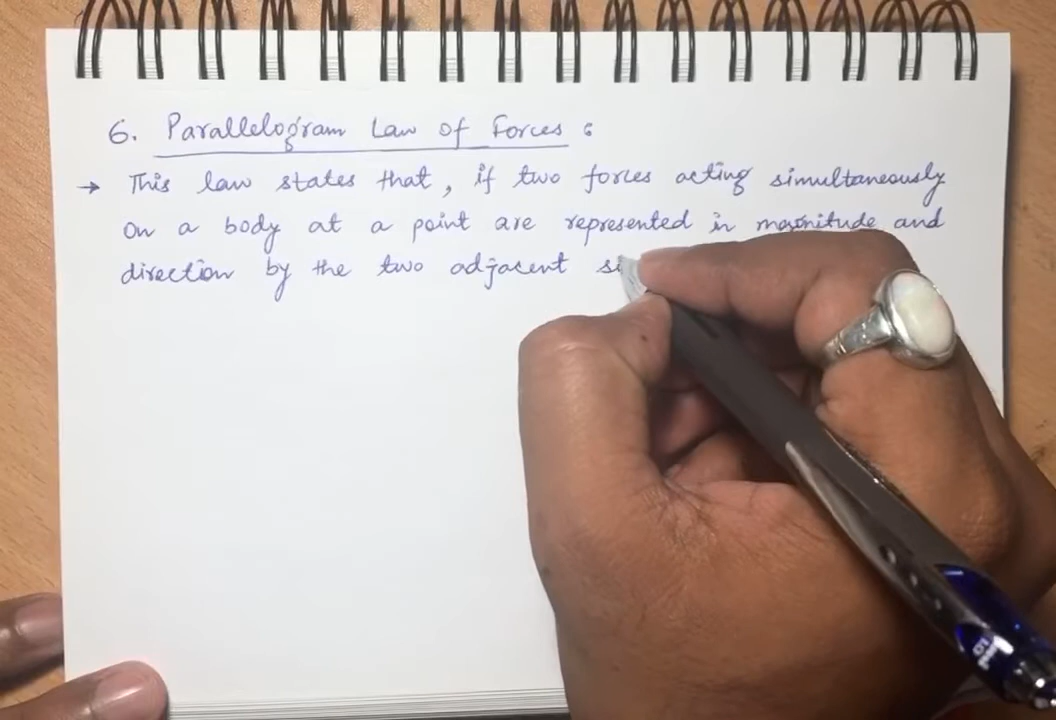 6. Parallelogram Law of Forces :
→ This law states that, if two forces acting simultaneously
on a body at a point are represented in magnitude and
direction by the two adjacent si